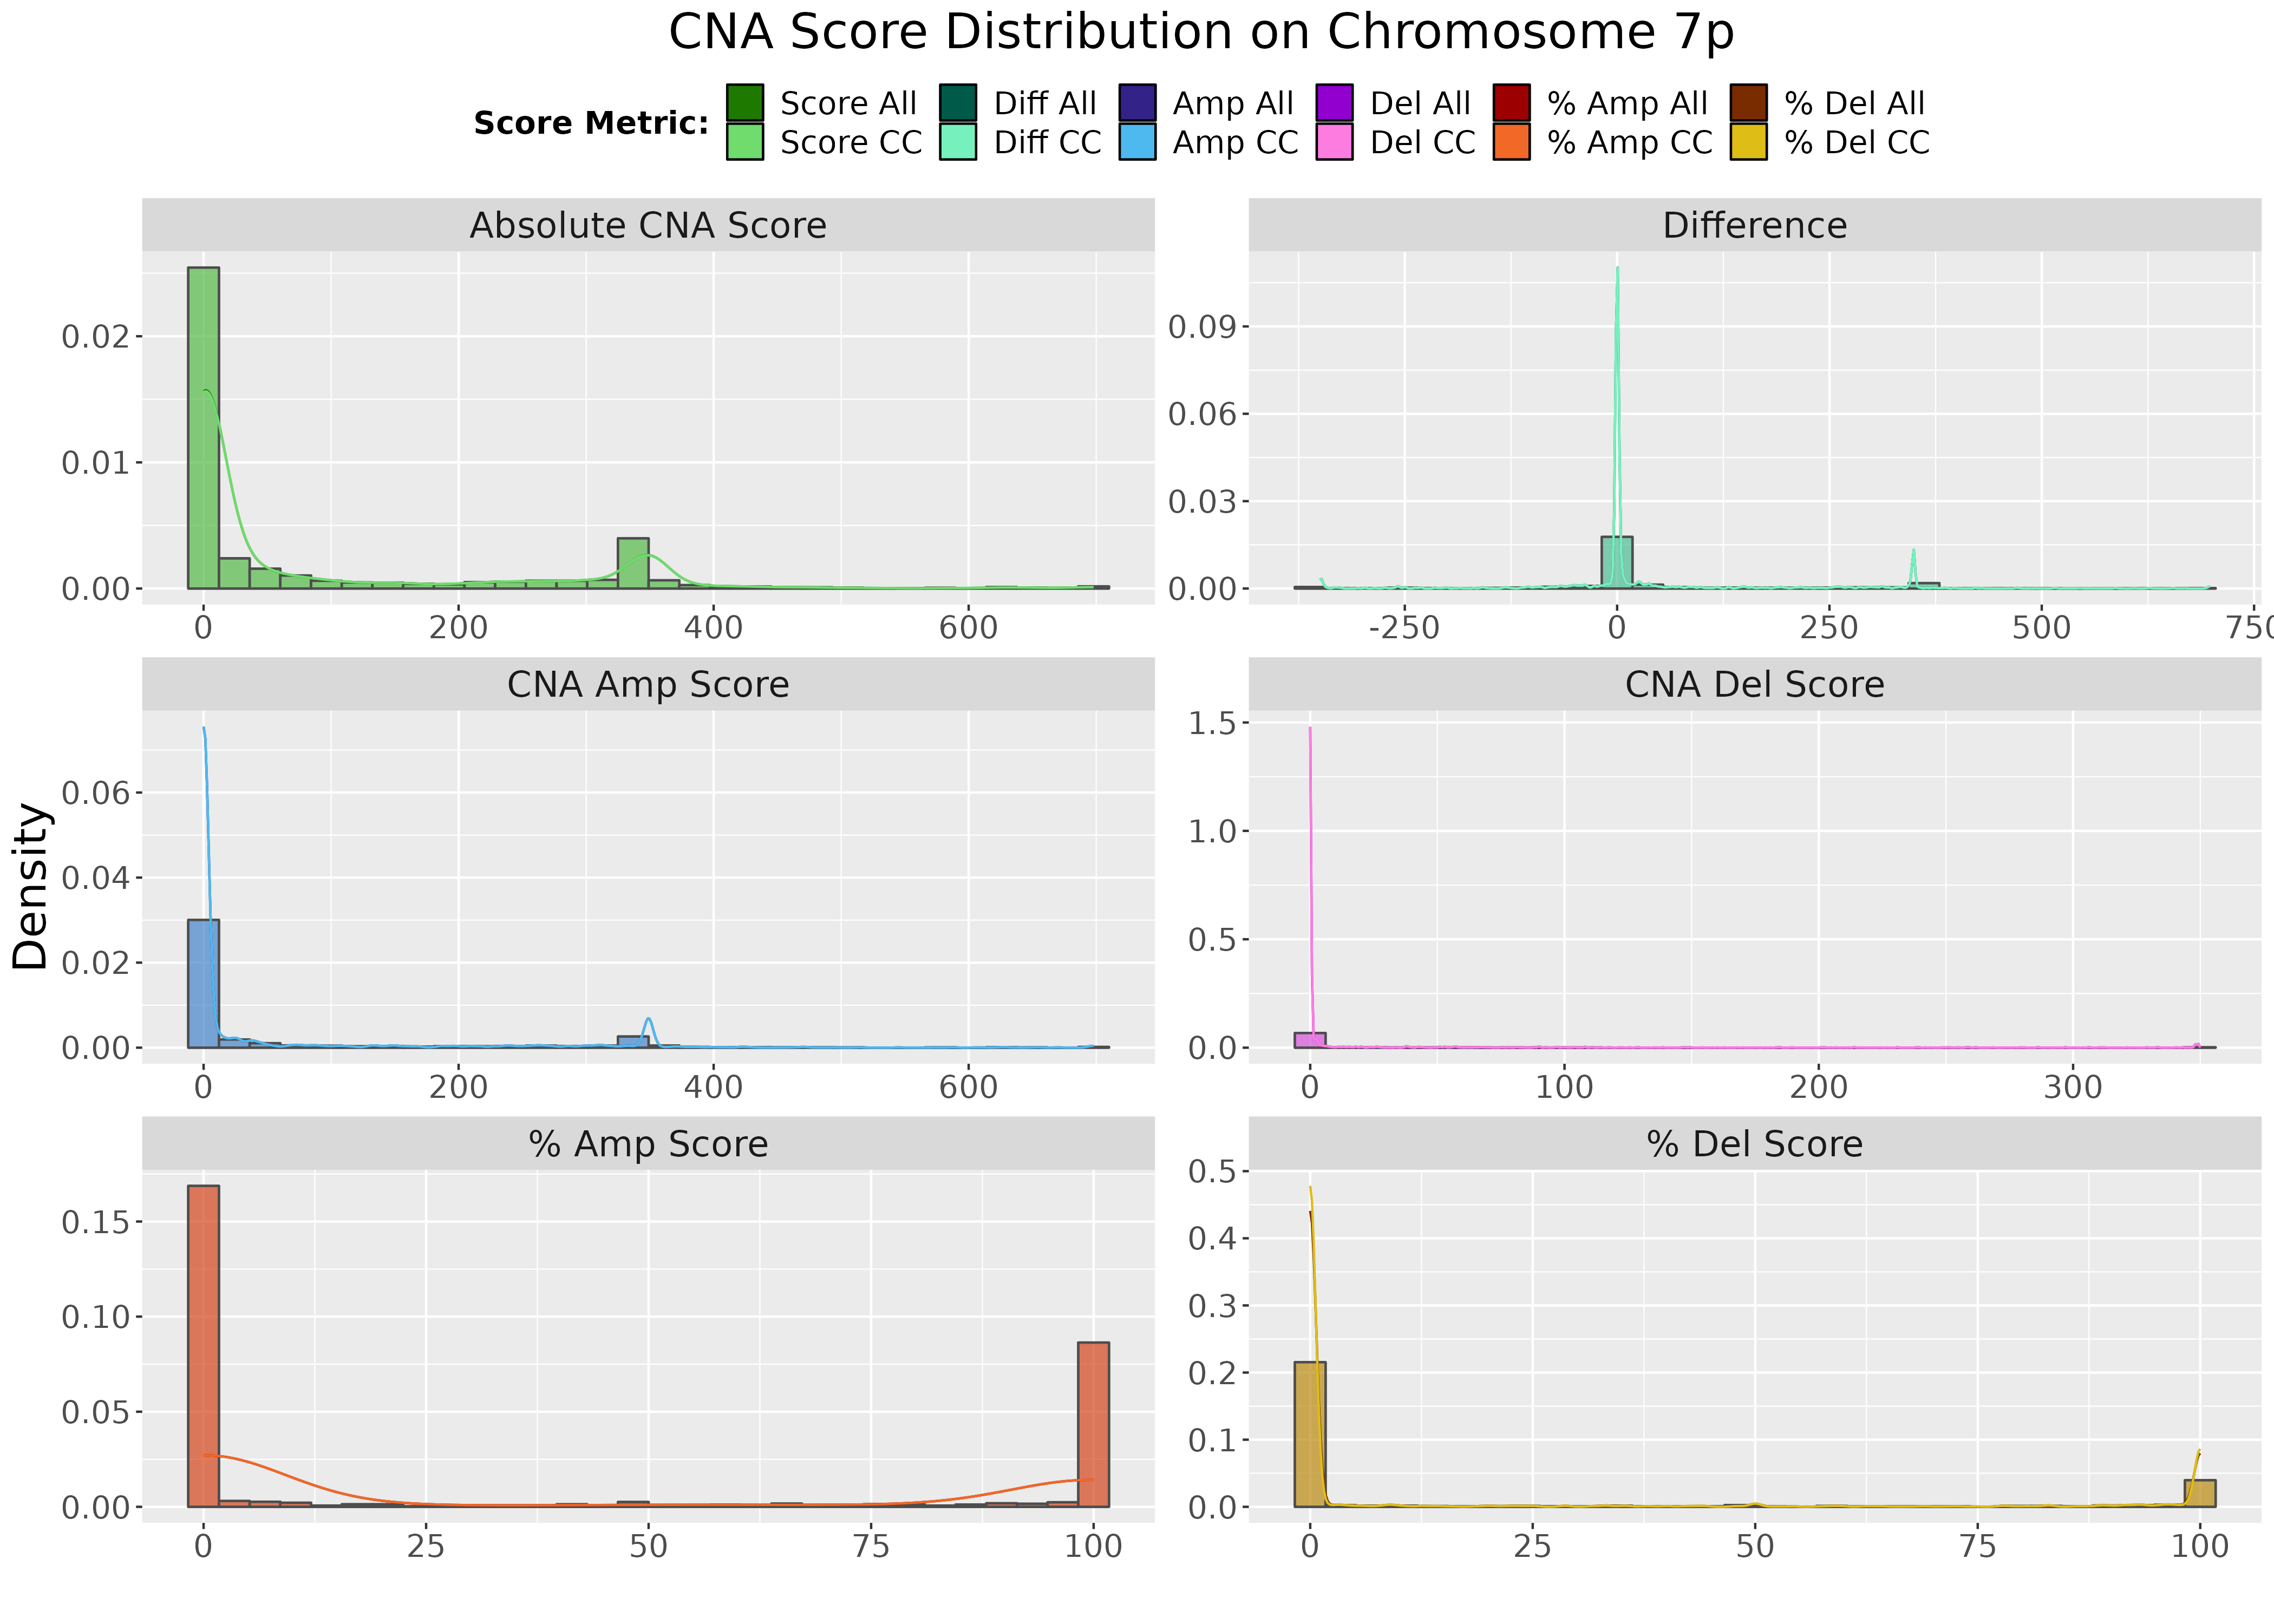 CNA Score Distribution on Chromosome 7p
Score Metric:
Score All Diff All Amp All Del All % Amp All % Del All
Score CC Diff CC Amp CC Del CC % Amp CC % Del CC
Absolute CNA Score
0.02
0.01
0.00
0 200 400 600
Difference
0.09
0.06
0.03
0.00
-250 0 250 500 750
Density
CNA Amp Score
0.06
0.04
0.02
0.00
0 200 400 600
CNA Del Score
1.5
1.0
0.5
0.0
0 100 200 300
% Amp Score
0.15
0.10
0.05
0.00
0 25 50 75 100
% Del Score
0.5
0.4
0.3
0.2
0.1
0.0
0 25 50 75 100